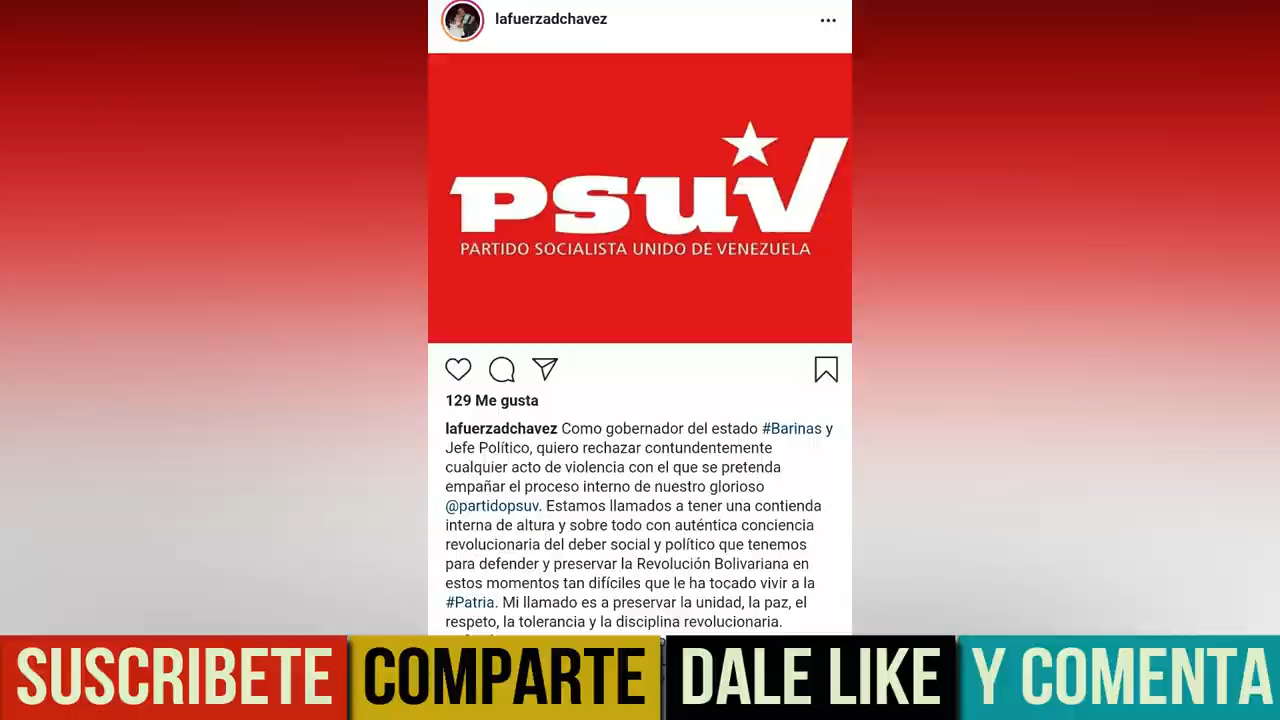 lafuerzadchavez
psuv
PARTIDO SOCIALISTA UNIDO DE VENEZUELA
129 Me gusta
lafuerzadchavez Como gobernador del estado #Barinas y
Jefe Político, quiero rechazar contundentemente
cualquier acto de violencia con el que se pretenda
empañar el proceso interno de nuestro glorioso
@partidopsuv. Estamos llamados a tener una contienda
interna de altura y sobre todo con auténtica conciencia
revolucionaria del deber social y político que tenemos
para defender y preservar la Revolución Bolivariana en
estos momentos tan difíciles que le ha tocado vivir a la
#Patria. Mi llamado es a preservar la unidad, la paz, el
respeto, la tolerancia y la disciplina revolucionaria.
SUSCRIBETE COMPARTE DALE LIKE Y COMENTA